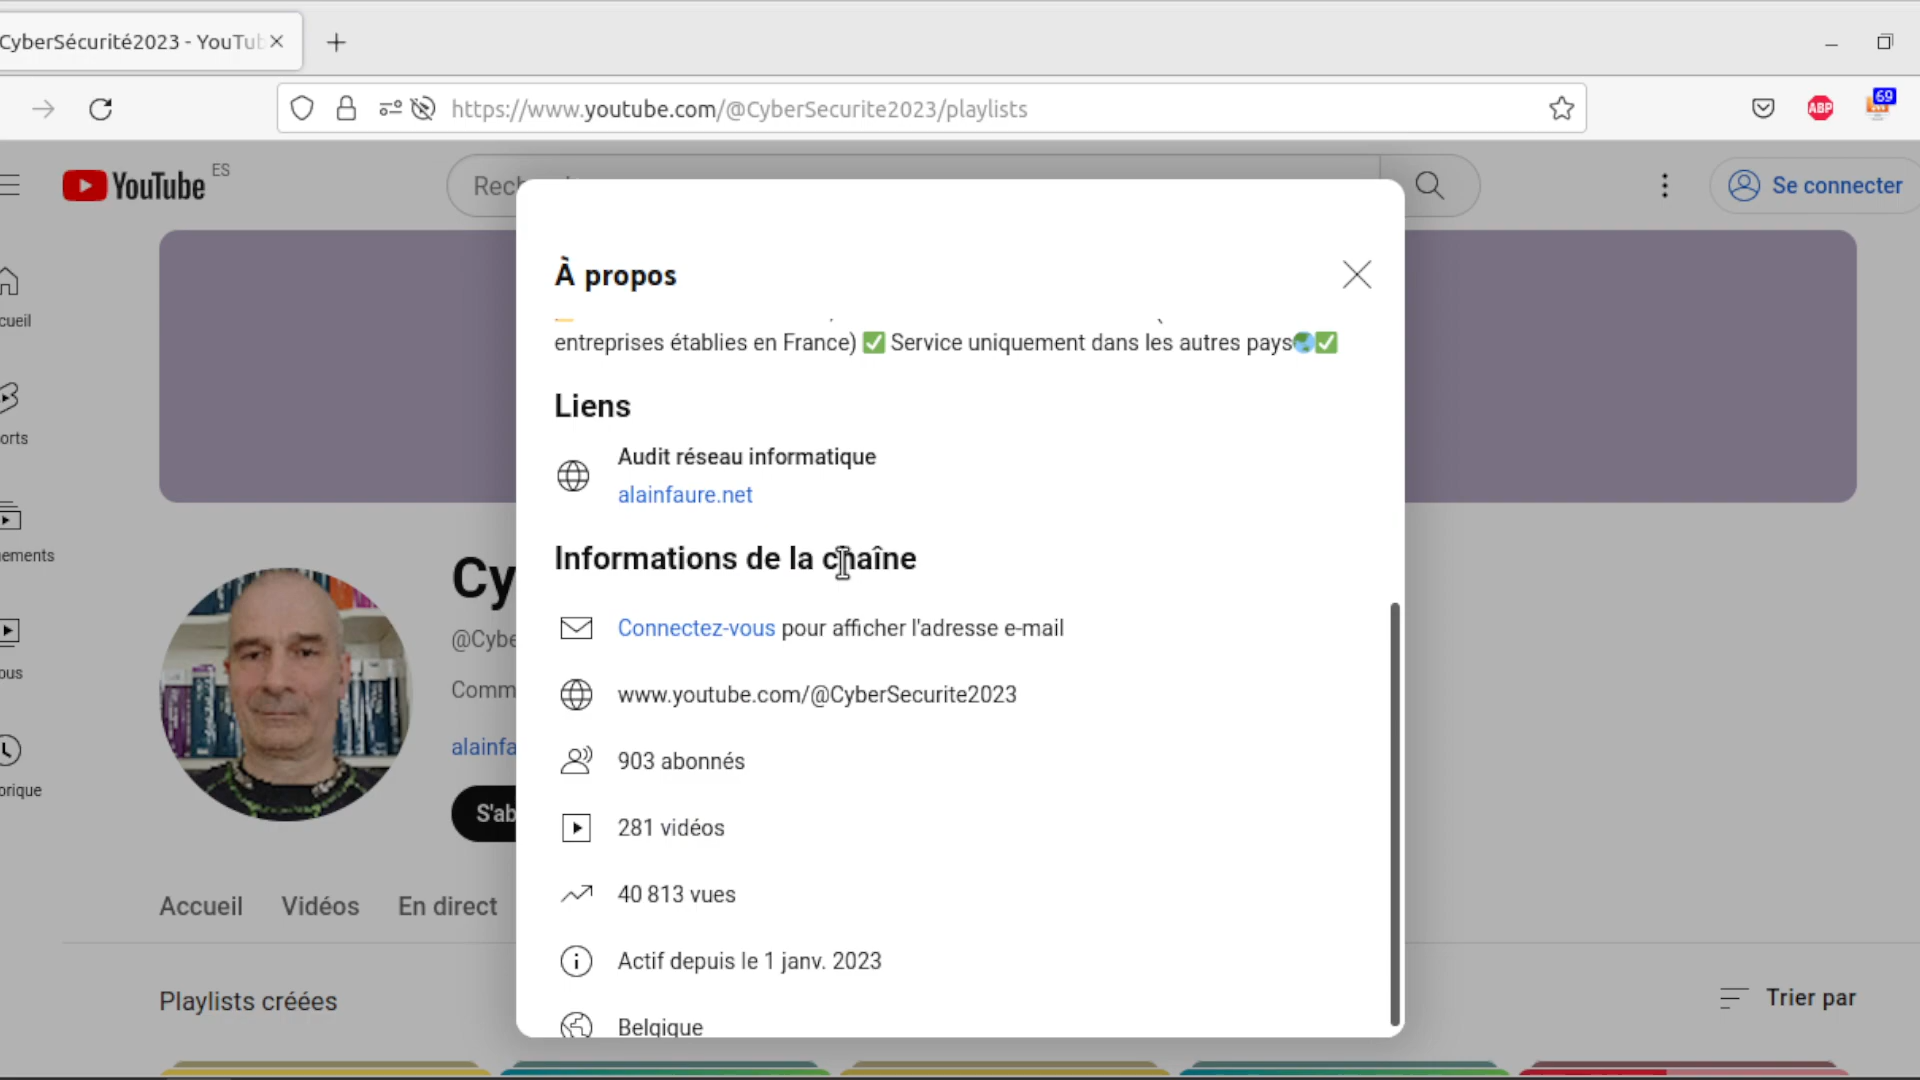 CyberSécurité2023 - YouTub
https://www.youtube.com/@CyberSecurite2023/playlists
ABP
69
YouTube
ES
Se connecter
À propos
entreprises établies en France) ✅ Service uniquement dans les autres pays🌏✅
Liens
Audit réseau informatique
alainfaure.net
Informations de la chaîne
Connectez-vous pour afficher l'adresse e-mail
www.youtube.com/@CyberSecurite2023
903 abonnés
281 vidéos
40 813 vues
Actif depuis le 1 janv. 2023
Belgique
cueil
orts
nements
ous
orique
Cy
@Cybe
Comm
alainfa
S'ab
Accueil
Vidéos
En direct
Playlists créées
Trier par